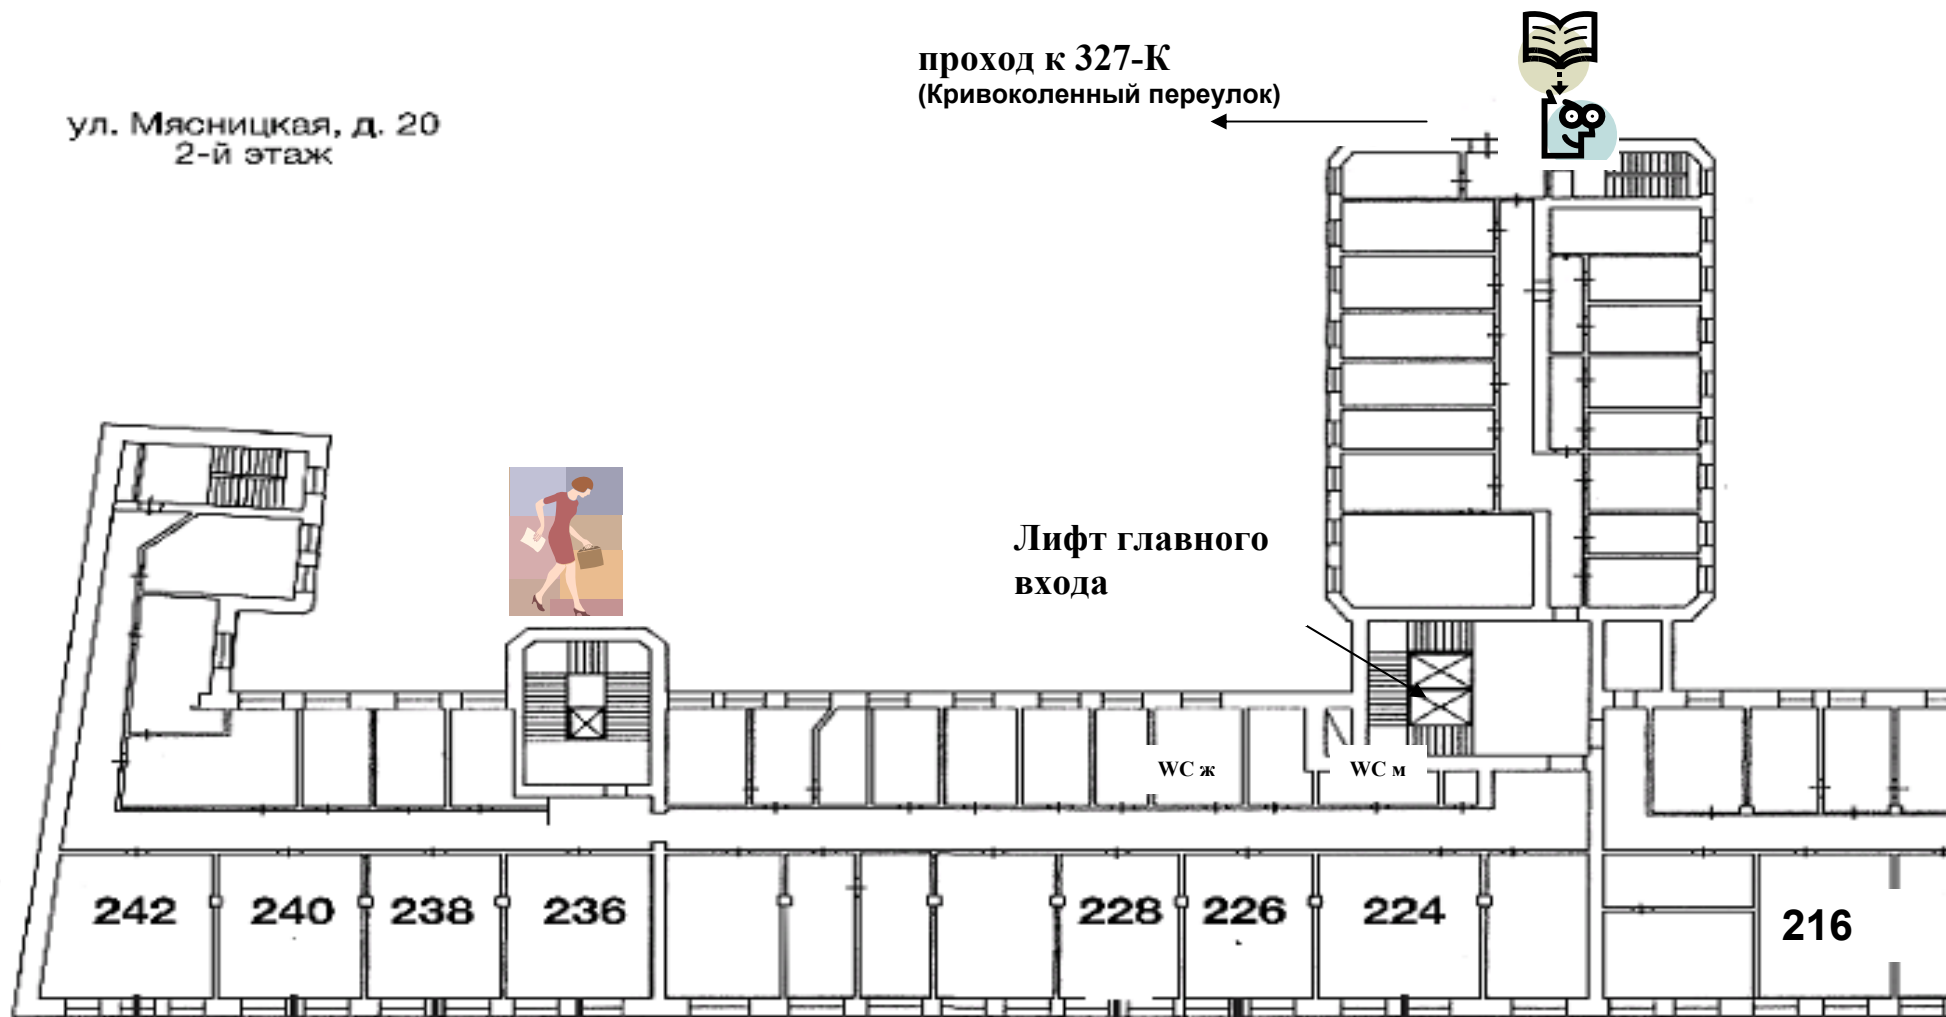 проход к 327-К
(Кривоколенный переулок)
ул. Мясницкая, д. 20
2-й этаж
Лифт главного
входа
WC ж
WC м
242
240
238
236
228
226
224
216